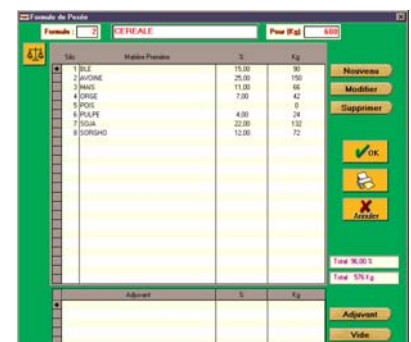 Formule de Pesée
Formule : 2 CEREALE Pour (Kg) 600
Silo Matière Première % Kg
1 BLE 15,00 90
2 AVOINE 25,00 150
3 MAIS 11,00 66
4 ORGE 7,00 42
5 POIS 0
6 PULPE 4,00 24
7 SOJA 22,00 132
8 SORGHO 12,00 72
Nouveau
Modifier
Supprimer
OK
Annuler
Total 96,00 %
Total 576 Kg
Adjuvant % Kg
Adjuvant
Vide